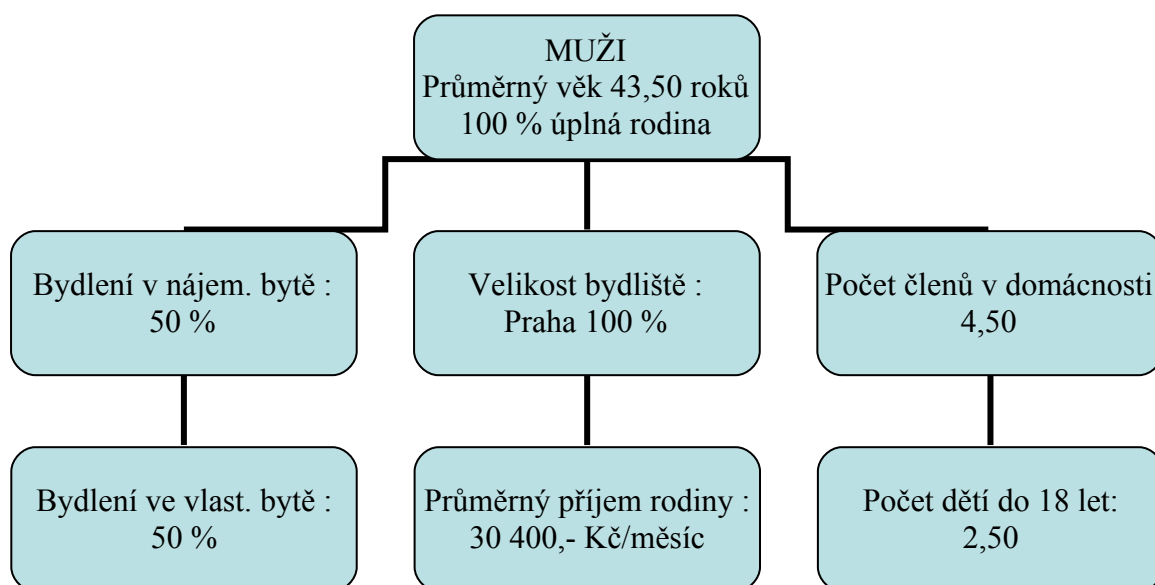 MUŽI
Průměrný věk 43,50 roků
100 % úplná rodina
Bydlení v nájem. bytě :
50 %
Velikost bydliště :
Praha 100 %
Počet členů v domácnosti
4,50
Bydlení ve vlast. bytě :
50 %
Průměrný příjem rodiny :
30 400,- Kč/měsíc
Počet dětí do 18 let:
2,50